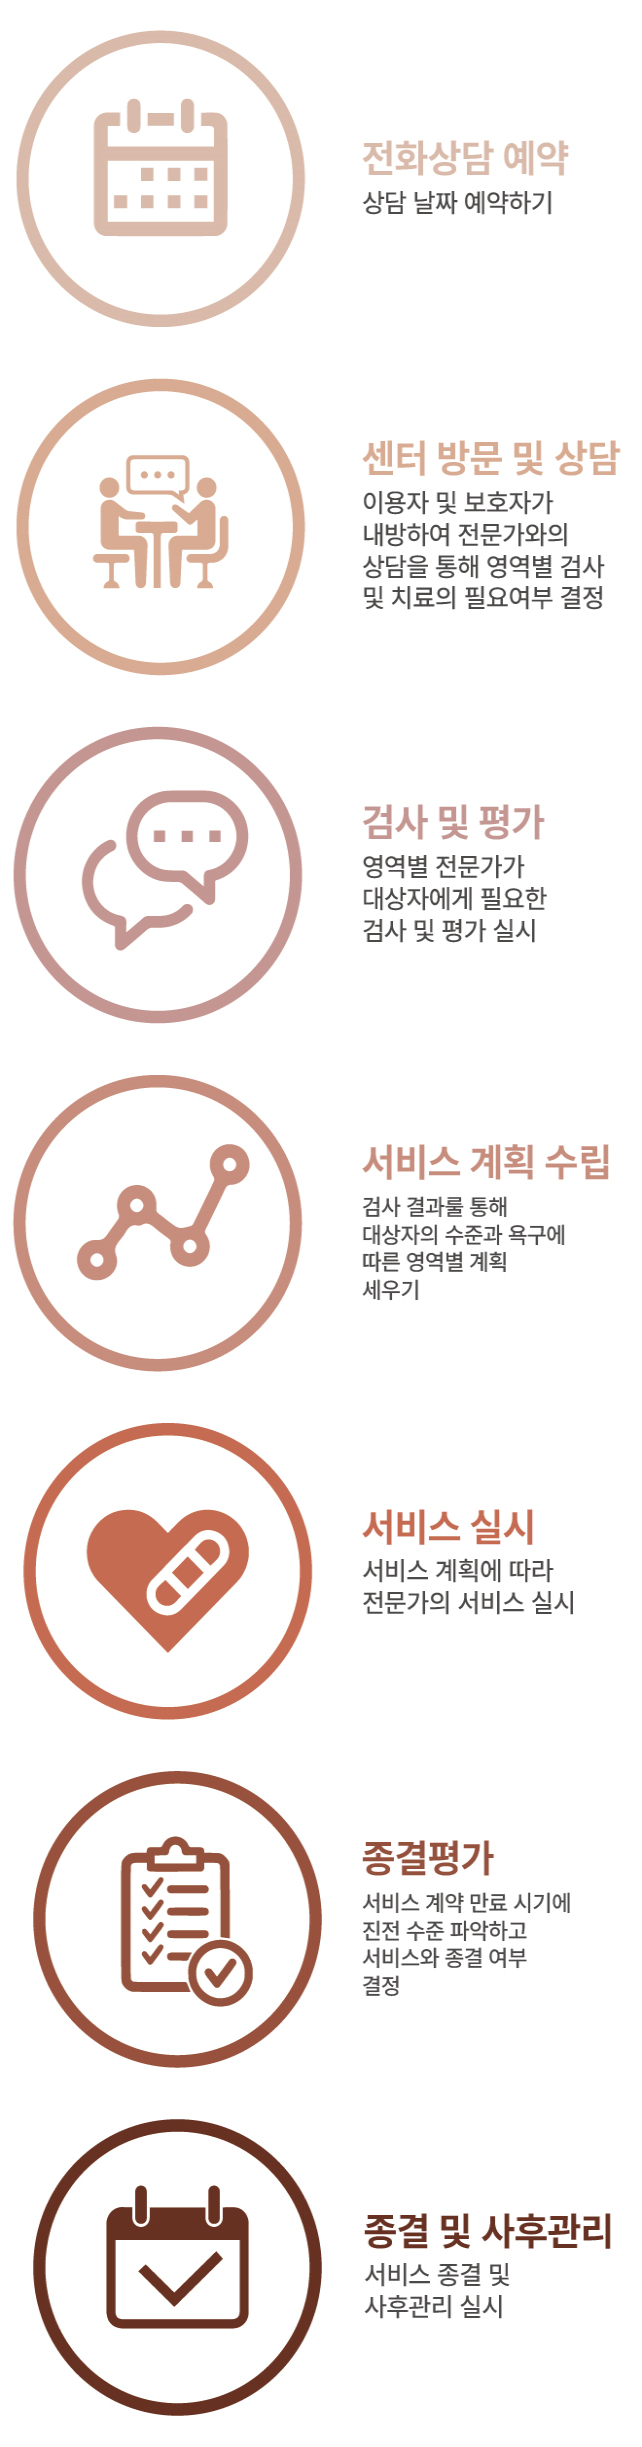 전화상담 예약
상담 날짜 예약하기
센터 방문 및 상담
이용자 및 보호자가
내방하여 전문가와의
상담을 통해 영역별 검사
및 치료의 필요여부 결정
검사 및 평가
영역별 전문가가
대상자에게 필요한
검사 및 평가 실시
서비스 계획 수립
검사 결과룰 통해
대상자의 수준과 욕구에
따른 영역별 계획
세우기
서비스 실시
서비스 계획에 따라
전문가의 서비스 실시
종결평가
서비스 계약 만료 시기에
진전 수준 파악하고
서비스와 종결 여부
결정
종결 및 사후관리
서비스 종결 및
사후관리 실시